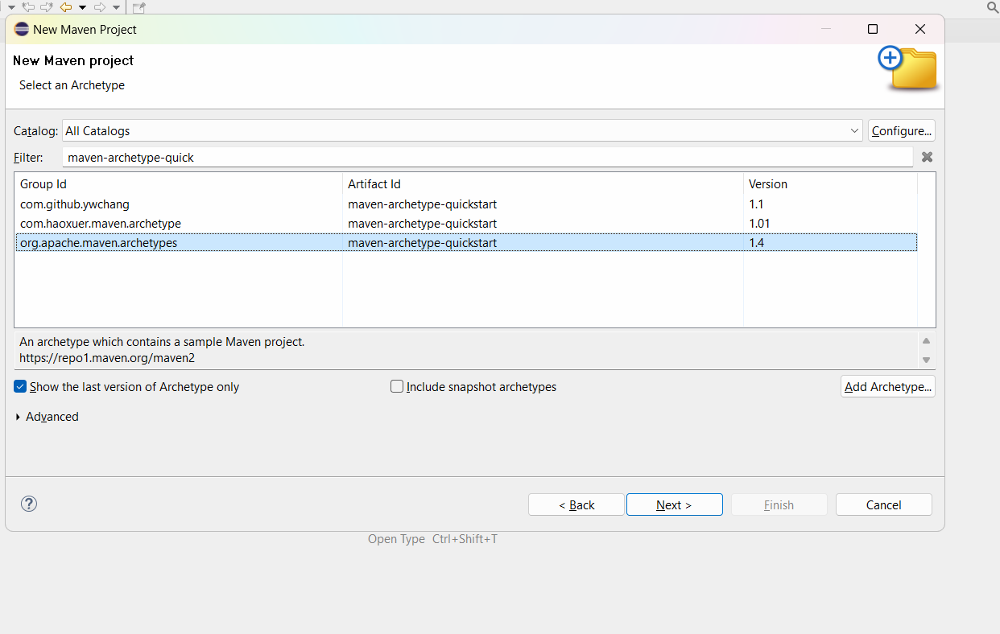 New Maven Project
New Maven project
Select an Archetype
Catalog: All Catalogs Configure...
Filter: maven-archetype-quick
Group Id Artifact Id Version
com.github.ywchang maven-archetype-quickstart 1.1
com.haoxuer.maven.archetype maven-archetype-quickstart 1.01
org.apache.maven.archetypes maven-archetype-quickstart 1.4
An archetype which contains a sample Maven project.
https://repo1.maven.org/maven2
Show the last version of Archetype only Include snapshot archetypes Add Archetype...
Advanced
? < Back Next > Finish Cancel
Open Type Ctrl+Shift+T